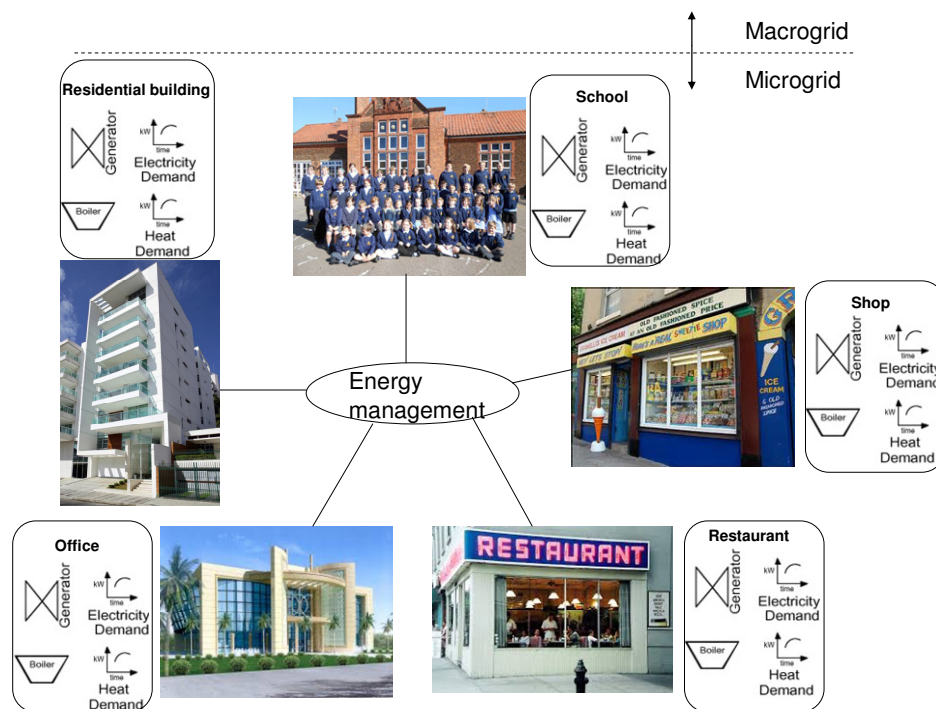 Macrogrid
Microgrid
Residential building
Generator
kW
time
Electricity
Demand
Boiler
kW
time
Heat
Demand
School
Generator
kW
time
Electricity
Demand
Boiler
kW
time
Heat
Demand
OLD FASHIONED SPICE
AT AN OLD FASHIONED PRICE
SHOP
ICE
CREAM
& OLD
FASHIONED
SPICE
Shop
Generator
kW
time
Electricity
Demand
Boiler
kW
time
Heat
Demand
Energy
management
Office
Generator
kW
time
Electricity
Demand
Boiler
kW
time
Heat
Demand
RESTAURANT
Restaurant
Generator
kW
time
Electricity
Demand
Boiler
kW
time
Heat
Demand